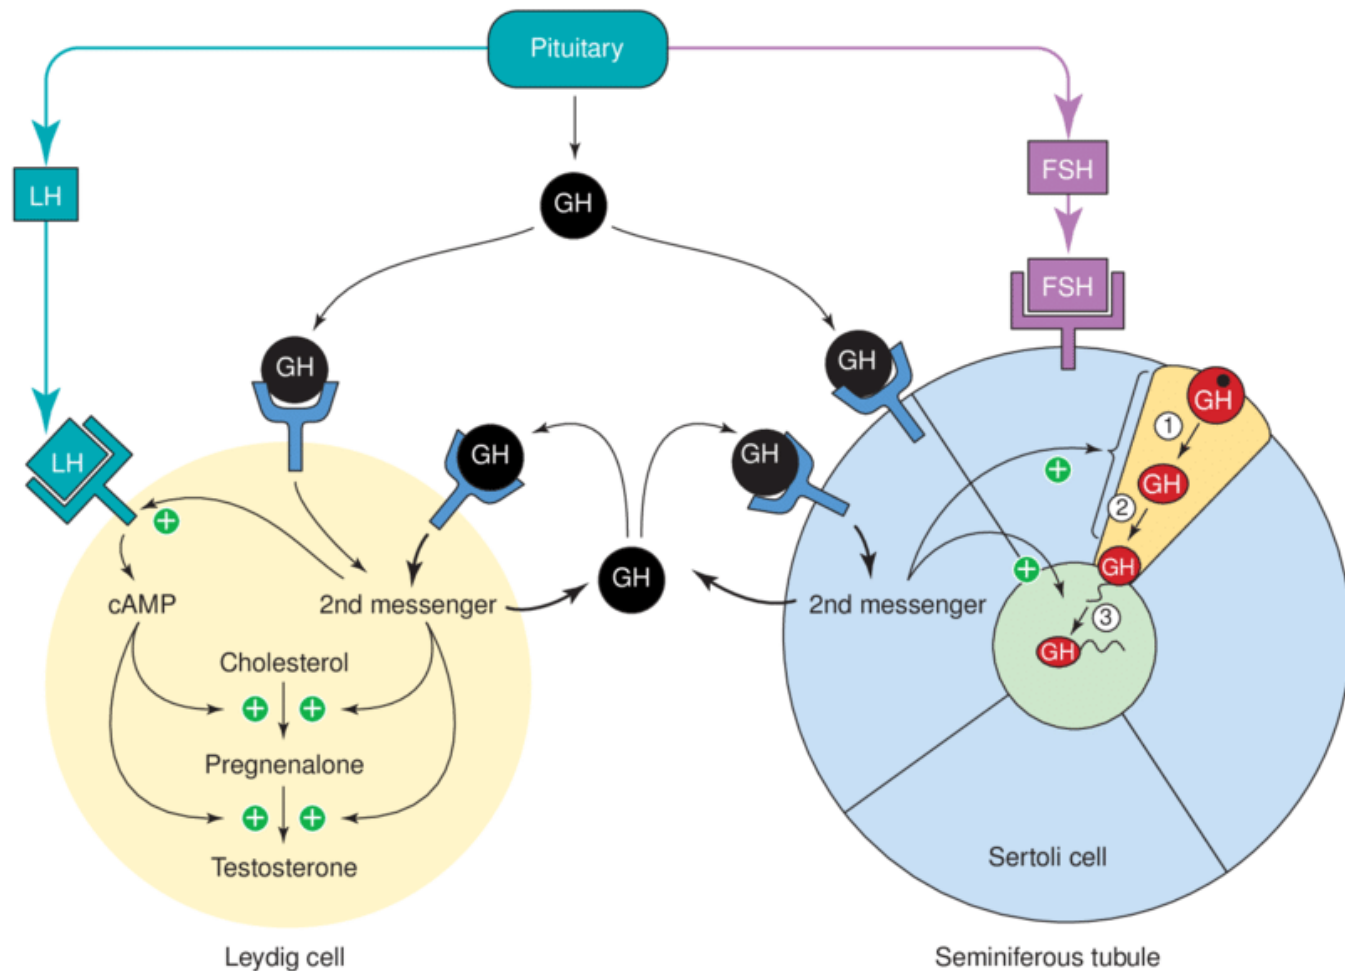 Pituitary
LH
GH
FSH
FSH
GH
GH
GH
LH
GH
GH
1
GH
2
+
+
+
GH
GH
cAMP
2nd messenger
2nd messenger
3
GH
Cholesterol
+ +
Pregnenalone
+ +
Testosterone
Sertoli cell
Leydig cell
Seminiferous tubule